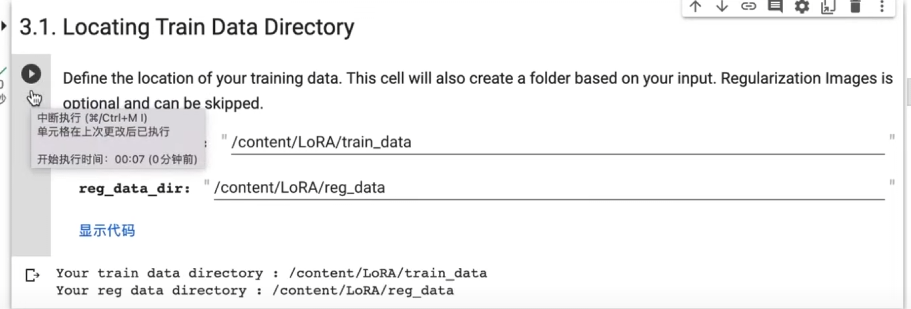 3.1. Locating Train Data Directory
Define the location of your training data. This cell will also create a folder based on your input. Regularization Images is
optional and can be skipped.
中断执行 (⌘/Ctrl+M I)
单元格在上次更改后已执行
开始执行时间：00:07 (0分钟前)
: "/content/LoRA/train_data"
reg_data_dir: "/content/LoRA/reg_data"
显示代码
Your train data directory : /content/LoRA/train_data
Your reg data directory : /content/LoRA/reg_data